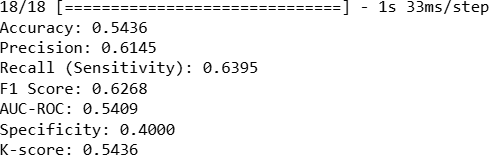 18/18 [==============================] - 1s 33ms/step
Accuracy: 0.5436
Precision: 0.6145
Recall (Sensitivity): 0.6395
F1 Score: 0.6268
AUC-ROC: 0.5409
Specificity: 0.4000
K-score: 0.5436